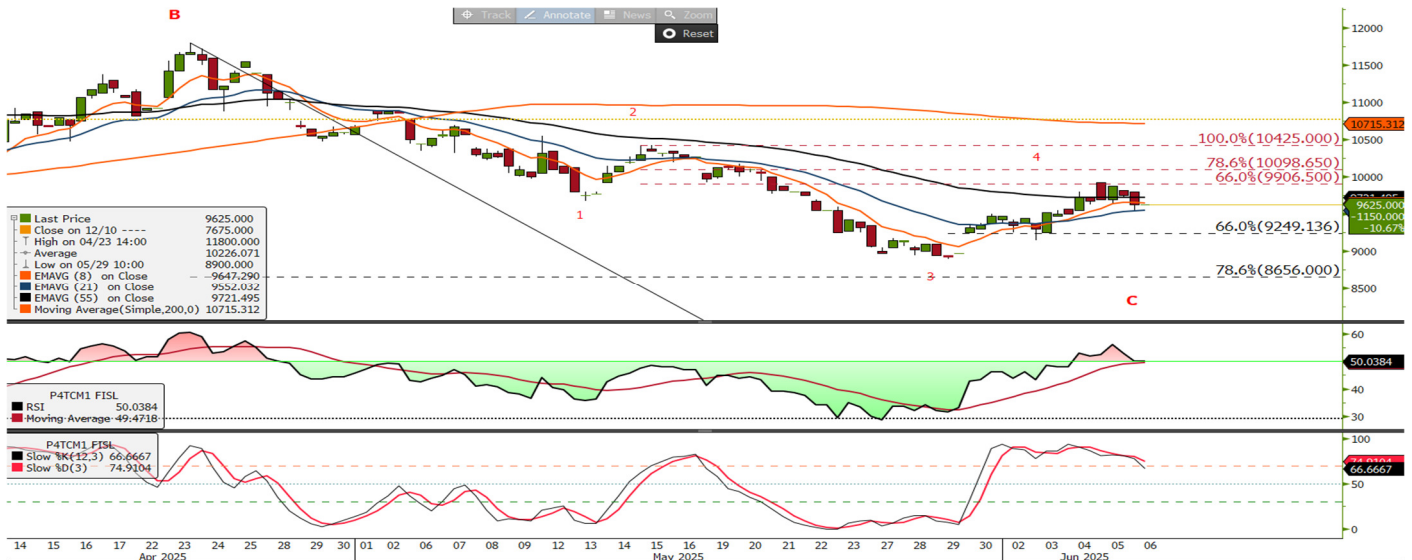 B
Track Annotate News Zoom
Reset
12000
11500
11000
10715.312
10500
10000
9625.000
-1150.000
-10.67%
9000
8500
2
100.0%(10425.000)
4
78.6%(10098.650)
66.0%(9906.500)
1
66.0%(9249.136)
3
78.6%(8656.000)
C
Last Price 9625.000
Close on 12/10 ---- 7675.000
High on 04/23 14:00 11800.000
Average 10226.071
Low on 05/29 10:00 8900.000
EMAVG (8) on Close 9647.290
EMAVG (21) on Close 9552.032
EMAVG (55) on Close 9721.495
Moving Average(Simple,200,0) 10715.312
60
50.0384
40
30
P4TCM1 FISL
RSI 50.0384
Moving Average 49.4718
100
66.6667
50
0
P4TCM1 FISL
Slow %K(12,3) 66.6667
Slow %D(3) 74.9104
14 15 16 17 22 23 24 25 28 29 30 01 02 06 07 08 09 12 13 14 15 16 19 20 21 22 23 27 28 29 30 02 03 04 05 06
Apr 2025 May 2025 Jun 2025